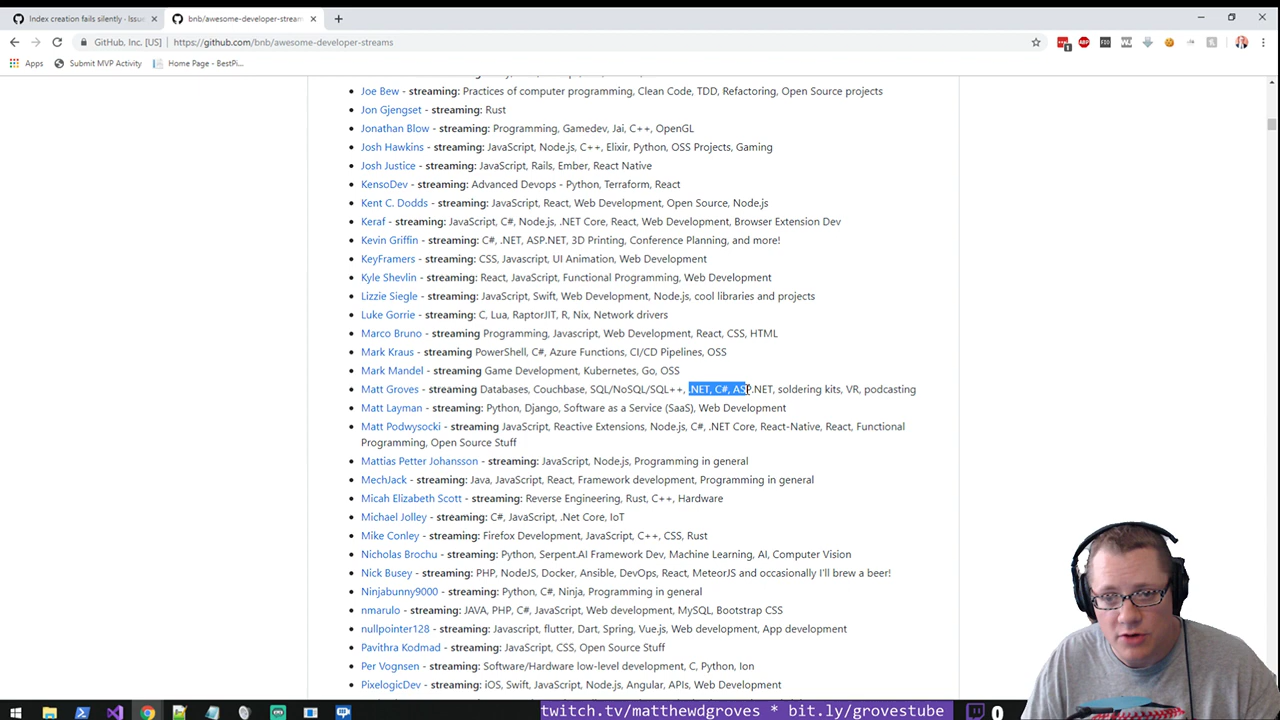 Index creation fails silently - Issue
bnb/awesome-developer-stream
GitHub, Inc. [US] | https://github.com/bnb/awesome-developer-streams
Apps Submit MVP Activity Home Page - BestPi...
Joe Bew - streaming: Practices of computer programming, Clean Code, TDD, Refactoring, Open Source projects
Jon Gjengset - streaming: Rust
Jonathan Blow - streaming: Programming, Gamedev, Jai, C++, OpenGL
Josh Hawkins - streaming: JavaScript, Node.js, C++, Elixir, Python, OSS Projects, Gaming
Josh Justice - streaming: JavaScript, Rails, Ember, React Native
KensoDev - streaming: Advanced Devops - Python, Terraform, React
Kent C. Dodds - streaming: JavaScript, React, Web Development, Open Source, Node.js
Keraf - streaming: JavaScript, C#, Node.js, .NET Core, React, Web Development, Browser Extension Dev
Kevin Griffin - streaming: C#, .NET, ASP.NET, 3D Printing, Conference Planning, and more!
KeyFramers - streaming: CSS, Javascript, UI Animation, Web Development
Kyle Shevlin - streaming: React, JavaScript, Functional Programming, Web Development
Lizzie Siegle - streaming: JavaScript, Swift, Web Development, Node.js, cool libraries and projects
Luke Gorrie - streaming: C, Lua, RaptorJIT, R, Nix, Network drivers
Marco Bruno - streaming Programming, Javascript, Web Development, React, CSS, HTML
Mark Kraus - streaming PowerShell, C#, Azure Functions, CI/CD Pipelines, OSS
Mark Mandel - streaming Game Development, Kubernetes, Go, OSS
Matt Groves - streaming Databases, Couchbase, SQL/NoSQL/SQL++, .NET, C#, ASP.NET, soldering kits, VR, podcasting
Matt Layman - streaming: Python, Django, Software as a Service (SaaS), Web Development
Matt Podwysocki - streaming JavaScript, Reactive Extensions, Node.js, C#, .NET Core, React-Native, React, Functional
Programming, Open Source Stuff
Mattias Petter Johansson - streaming: JavaScript, Node.js, Programming in general
MechJack - streaming: Java, JavaScript, React, Framework development, Programming in general
Micah Elizabeth Scott - streaming: Reverse Engineering, Rust, C++, Hardware
Michael Jolley - streaming: C#, JavaScript, .Net Core, IoT
Mike Conley - streaming: Firefox Development, JavaScript, C++, CSS, Rust
Nicholas Brochu - streaming: Python, Serpent.AI Framework Dev, Machine Learning, AI, Computer Vision
Nick Busey - streaming: PHP, NodeJS, Docker, Ansible, DevOps, React, MeteorJS and occasionally I'll brew a beer!
Ninjabunny9000 - streaming: Python, C#, Ninja, Programming in general
nmarulo - streaming: JAVA, PHP, C#, JavaScript, Web development, MySQL, Bootstrap CSS
nullpointer128 - streaming: Javascript, flutter, Dart, Spring, Vue.js, Web development, App development
Pavithra Kodmad - streaming: JavaScript, CSS, Open Source Stuff
Per Vognsen - streaming: Software/Hardware low-level development, C, Python, Ion
PixelogicDev - streaming: iOS, Swift, JavaScript, Node.js, Angular, APIs, Web Development
twitch.tv/matthewdgroves * bit.ly/grovestube 0